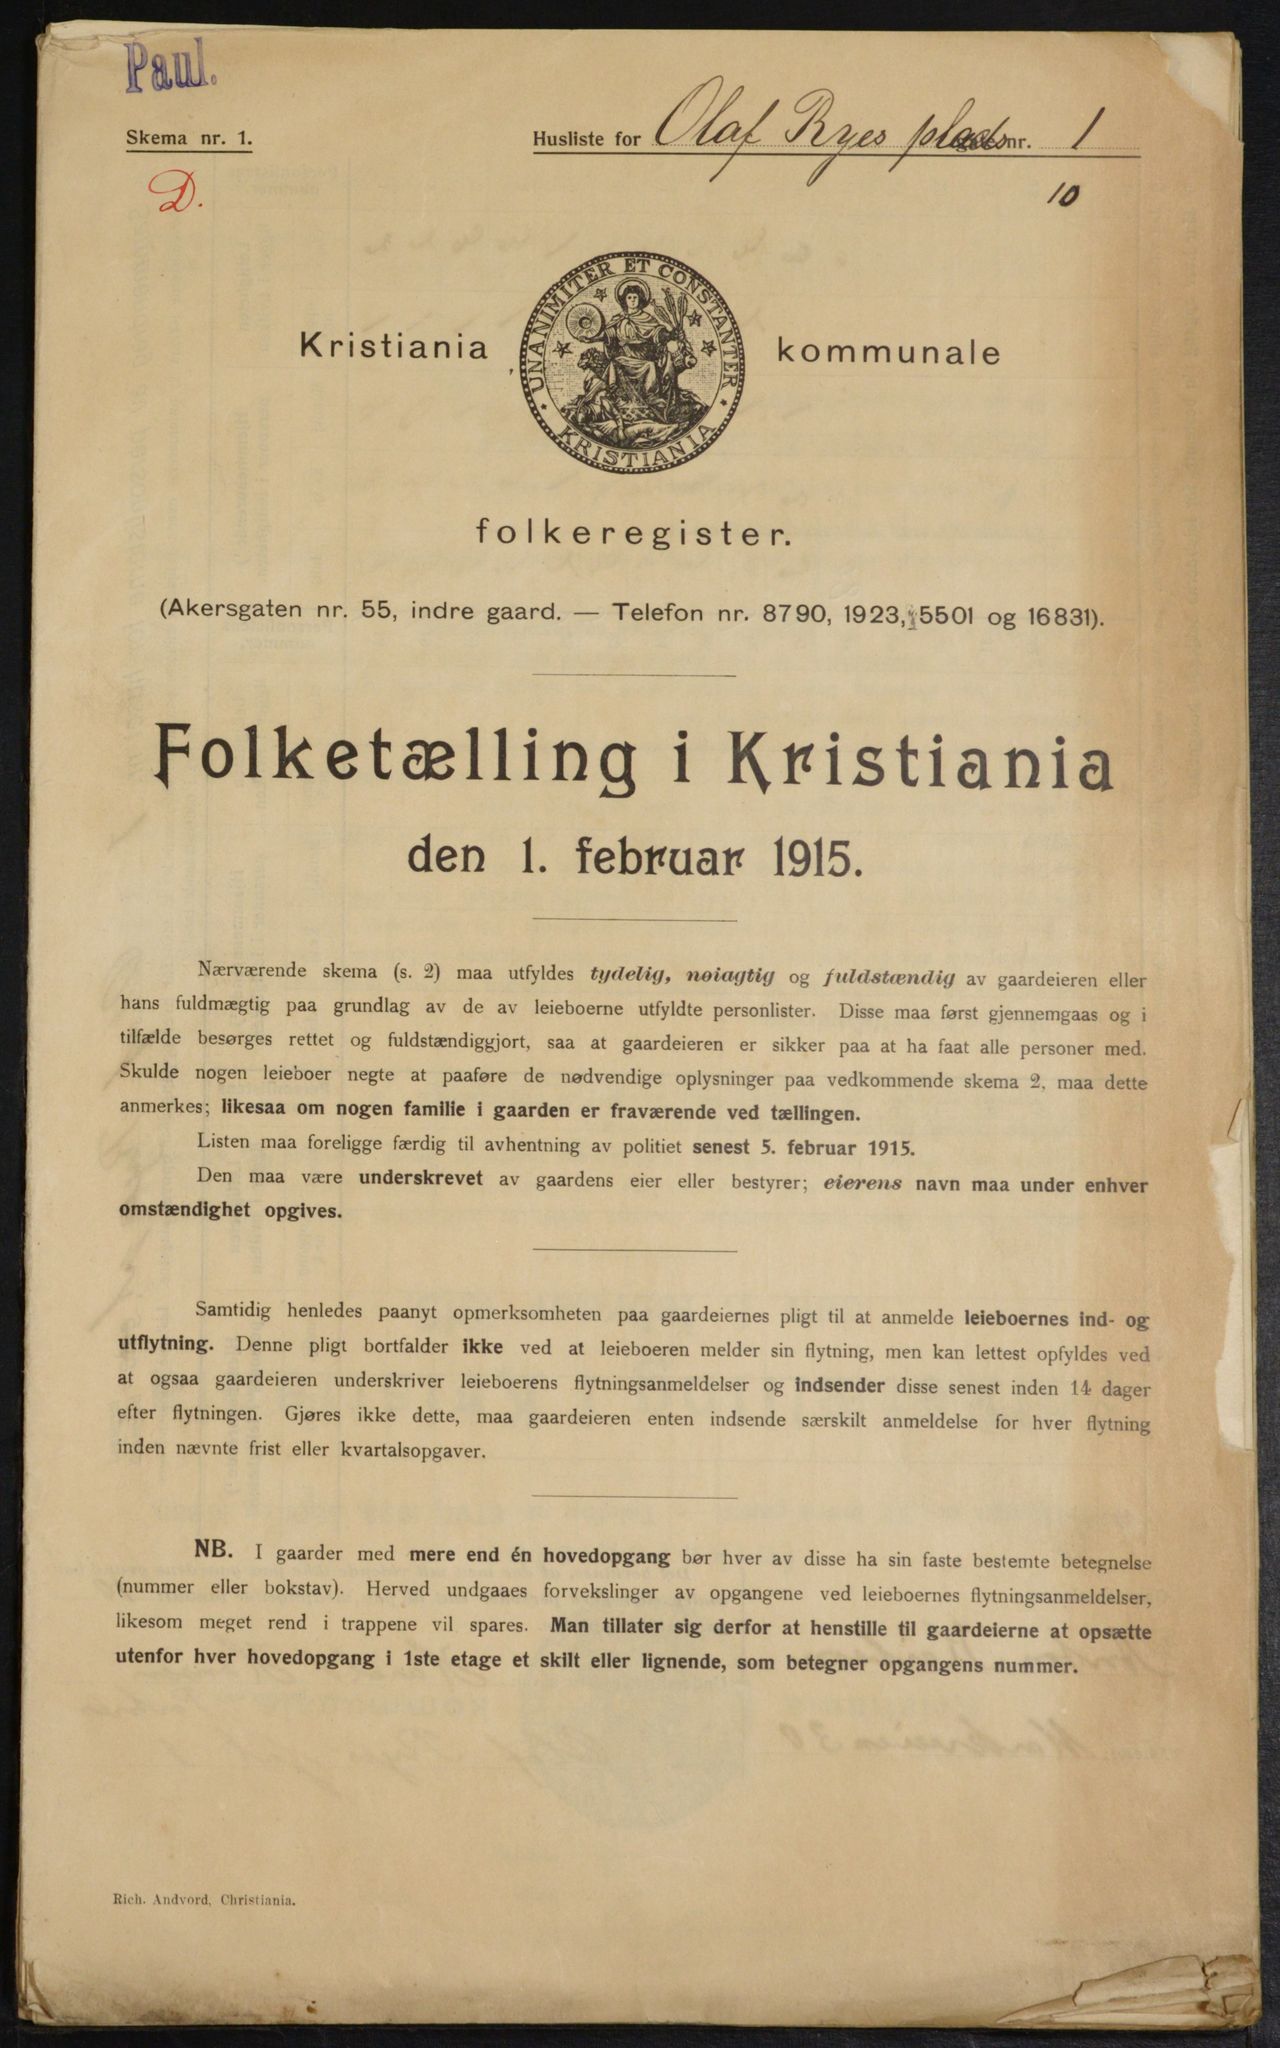 Paul.
Skema nr. 1.
Husliste for Olaf Ryes plads nr. 1
D.
10
Kristiania kommunale
UNANIMITER ET CONSTANTER
KRISTIANIA
folkeregister.
(Akersgaten nr. 55, indre gaard. — Telefon nr. 8790, 1923, 5501 og 16831).
Folketælling i Kristiania
den 1. februar 1915.
Nærværende skema (s. 2) maa utfyldes tydelig, nøiagtig og fuldstændig av gaardeieren eller
hans fuldmægtig paa grundlag av de av leieboerne utfyldte personlister. Disse maa først gjennemgaas og i
tilfælde besørges rettet og fuldstændiggjort, saa at gaardeieren er sikker paa at ha faat alle personer med.
Skulde nogen leieboer negte at paaføre de nødvendige oplysninger paa vedkommende skema 2, maa dette
anmerkes; likesaa om nogen familie i gaarden er fraværende ved tællingen.
Listen maa foreligge færdig til avhentning av politiet senest 5. februar 1915.
Den maa være underskrevet av gaardens eier eller bestyrer; eierens navn maa under enhver
omstændighet opgives.
Samtidig henledes paanyt opmerksomheten paa gaardeiernes pligt til at anmelde leieboernes ind- og
utflytning. Denne pligt bortfalder ikke ved at leieboeren melder sin flytning, men kan lettest opfyldes ved
at ogsaa gaardeieren underskriver leieboerens flytningsanmeldelser og indsender disse senest inden 14 dager
efter flytningen. Gjøres ikke dette, maa gaardeieren enten indsende særskilt anmeldelse for hver flytning
inden nævnte frist eller kvartalsopgaver.
NB. I gaarder med mere end én hovedopgang bør hver av disse ha sin faste bestemte betegnelse
(nummer eller bokstav). Herved undgaaes forvekslinger av opgangene ved leieboernes flytningsanmeldelser,
likesom meget rend i trappene vil spares. Man tillater sig derfor at henstille til gaardeierne at opsætte
utenfor hver hovedopgang i 1ste etage et skilt eller lignende, som betegner opgangens nummer.
Rich. Andvord, Christiania.